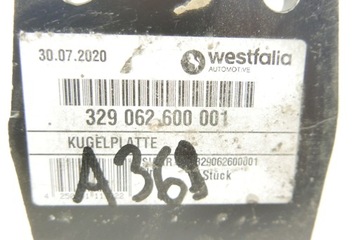 30.07.2020
westfalia
AUTOMOTIVE
329 062 600 001
KUGELPLATTE
329062600001
A361
Stück